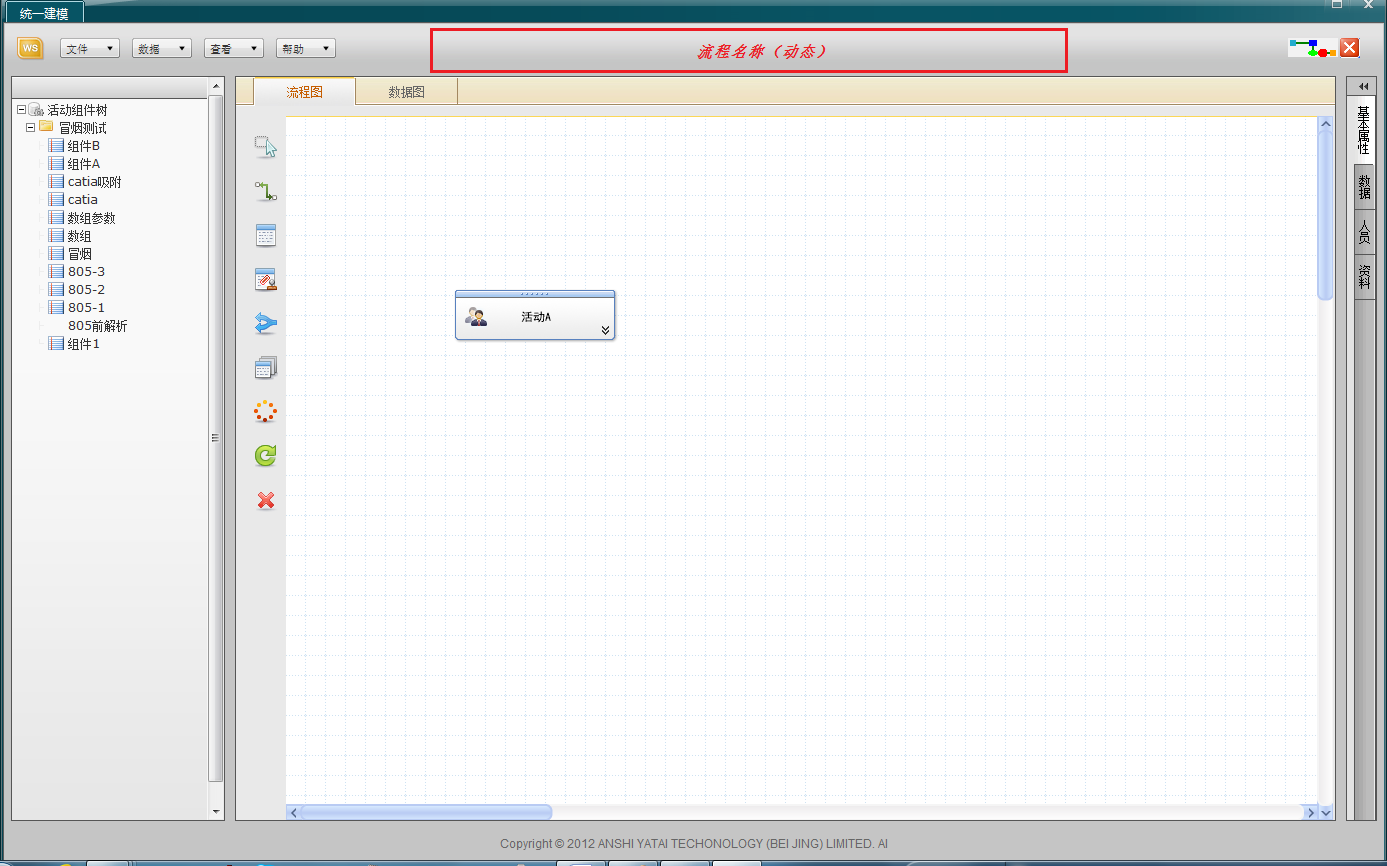 统一建模
WS
文件
数据
查看
帮助
流程名称（动态）
活动组件树
冒烟测试
组件B
组件A
catia吸附
catia
数组参数
数组
冒烟
805-3
805-2
805-1
805前解析
组件1
流程图
数据图
活动A
基本属性
数据
人员
资料
Copyright © 2012 ANSHI YATAI TECHONOLOGY (BEI JING) LIMITED. Al